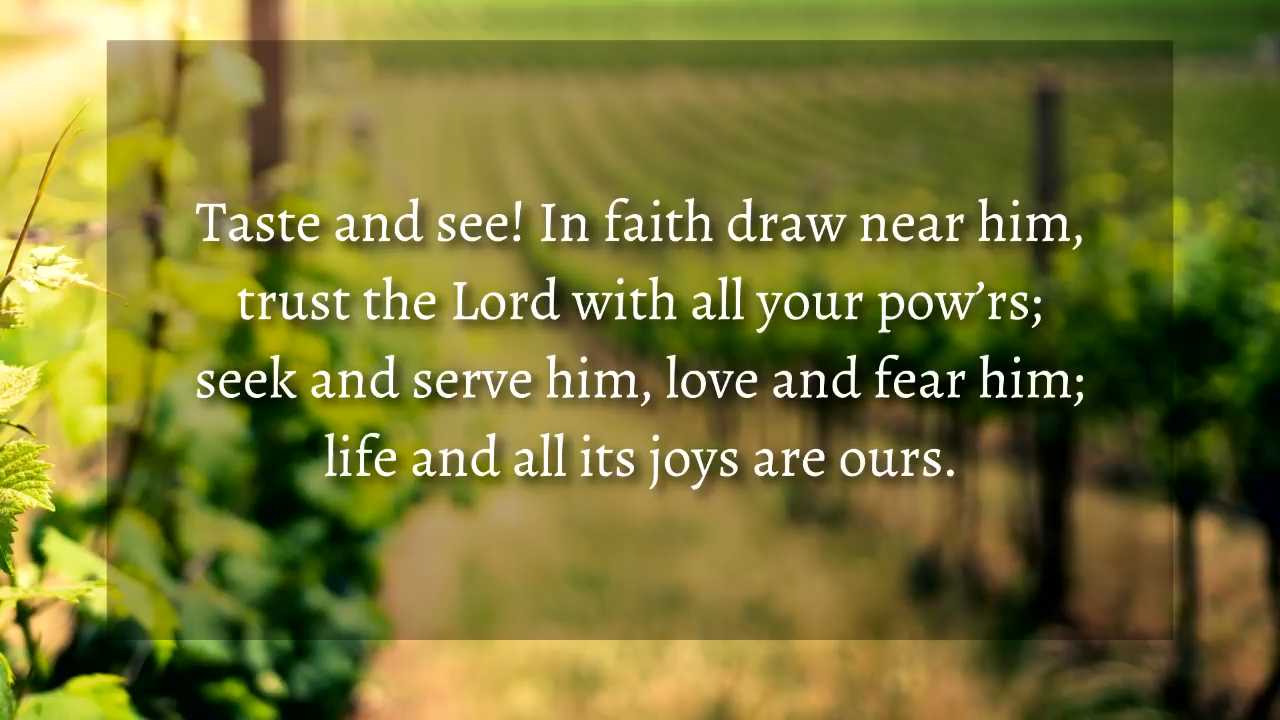 Taste and see! In faith draw near him,
trust the Lord with all your pow’rs;
seek and serve him, love and fear him;
life and all its joys are ours.